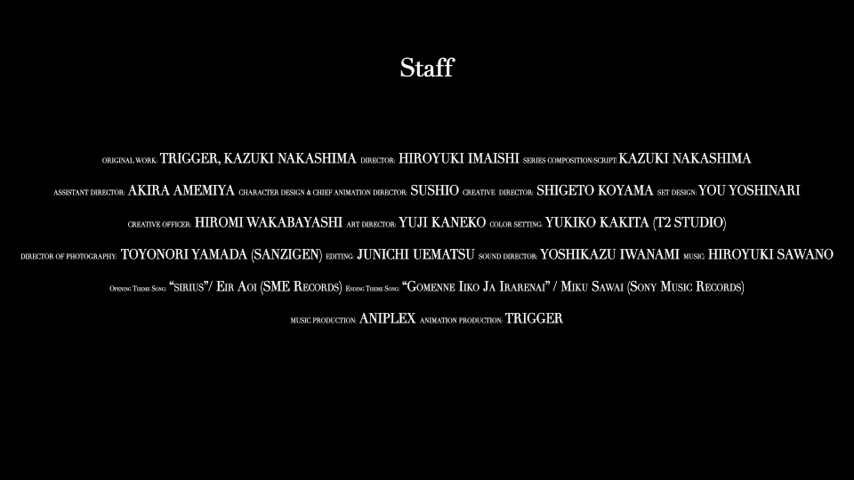 Staff
ORIGINAL WORK: TRIGGER, KAZUKI NAKASHIMA DIRECTOR: HIROYUKI IMAISHI SERIES COMPOSITION/SCRIPT: KAZUKI NAKASHIMA
ASSISTANT DIRECTOR: AKIRA AMEMIYA CHARACTER DESIGN & CHIEF ANIMATION DIRECTOR: SUSHIO CREATIVE DIRECTOR: SHIGETO KOYAMA SET DESIGN: YOU YOSHINARI
CREATIVE OFFICER: HIROMI WAKABAYASHI ART DIRECTOR: YUJI KANEKO COLOR SETTING: YUKIKO KAKITA (T2 STUDIO)
DIRECTOR OF PHOTOGRAPHY: TOYONORI YAMADA (SANZIGEN) EDITING: JUNICHI UEMATSU SOUND DIRECTOR: YOSHIKAZU IWANAMI MUSIC: HIROYUKI SAWANO
Opening Theme Song: “sirius”/ Eir Aoi (SME Records) Ending Theme Song: “Gomenne Iiko Ja Irarenai” / Miku Sawai (Sony Music Records)
MUSIC PRODUCTION: ANIPLEX ANIMATION PRODUCTION: TRIGGER